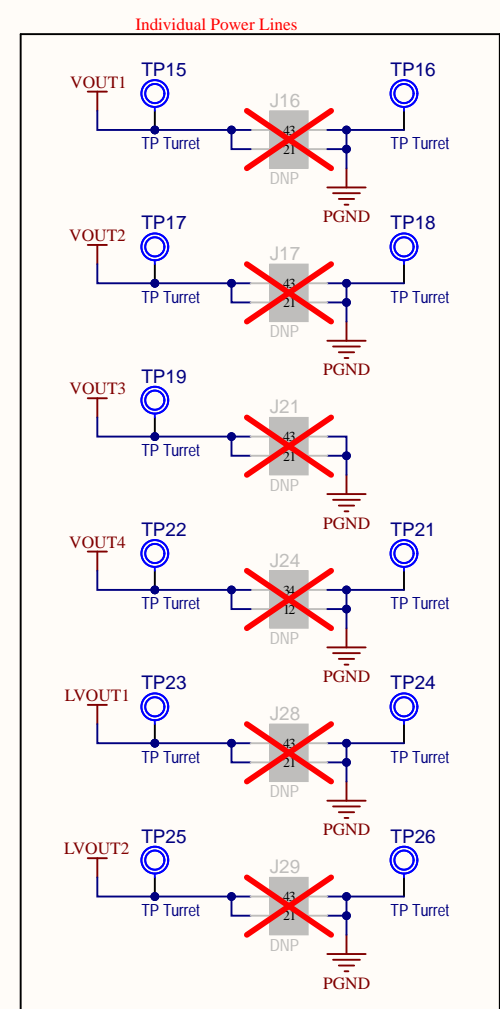 Individual Power Lines
TP15 TP16
VOUT1
J16
43
TP Turret TP Turret
21
DNP
PGND
TP17 TP18
VOUT2
J17
43
TP Turret TP Turret
21
DNP
PGND
TP19
VOUT3
J21
43
TP Turret
21
DNP
PGND
TP22 TP21
VOUT4
J24
34
TP Turret TP Turret
12
DNP
PGND
TP23 TP24
LVOUT1
J28
43
TP Turret TP Turret
21
DNP
PGND
TP25 TP26
LVOUT2
J29
43
TP Turret TP Turret
21
DNP
PGND